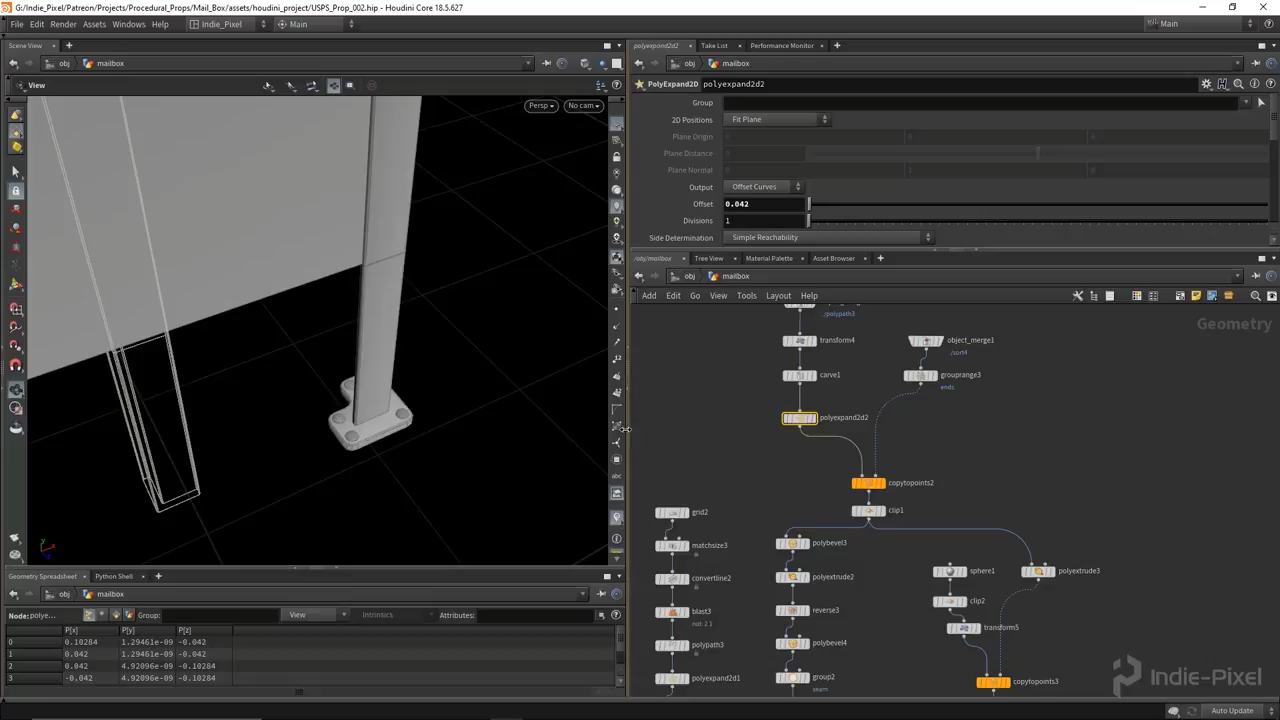 G:/Indie_Pixel/Patreon/Projects/Procedural_Props/Mail_Box/assets/houdini_project/USPS_Prop_002.hip - Houdini Core 18.5.627
File Edit Render Assets Windows Help Indie_Pixel Main Main
Scene View
obj mailbox
View
Persp No cam
abc
Geometry Spreadsheet Python Shell
obj mailbox
Node: polye... Group: View Intrinsics Attributes:
P[x] P[y] P[z]
0 0.10284 1.29461e-09 -0.042
1 0.042 1.29461e-09 -0.042
2 0.042 4.92096e-09 -0.10284
3 -0.042 4.92096e-09 -0.10284
polyexpand2d2 Take List Performance Monitor
obj mailbox
PolyExpand2D polyexpand2d2
Group
2D Positions Fit Plane
Plane Origin
Plane Distance
Plane Normal
Output Offset Curves
Offset 0.042
Divisions 1
Side Determination Simple Reachability
/obj/mailbox Tree View Material Palette Asset Browser
obj mailbox
Add Edit Go View Tools Layout Help
Geometry
../polypath3
transform4
object_merge1
../sort4
carve1
grouprange3
ends
polyexpand2d2
copytopoints2
clip1
grid2
matchsize3
convertline2
blast3
not: 2.1
polypath3
polyexpand2d1
polybevel3
polyextrude2
reverse3
polybevel4
group2
seam
sphere1
polyextrude3
clip2
transform5
copytopoints3
Indie-Pixel
Auto Update